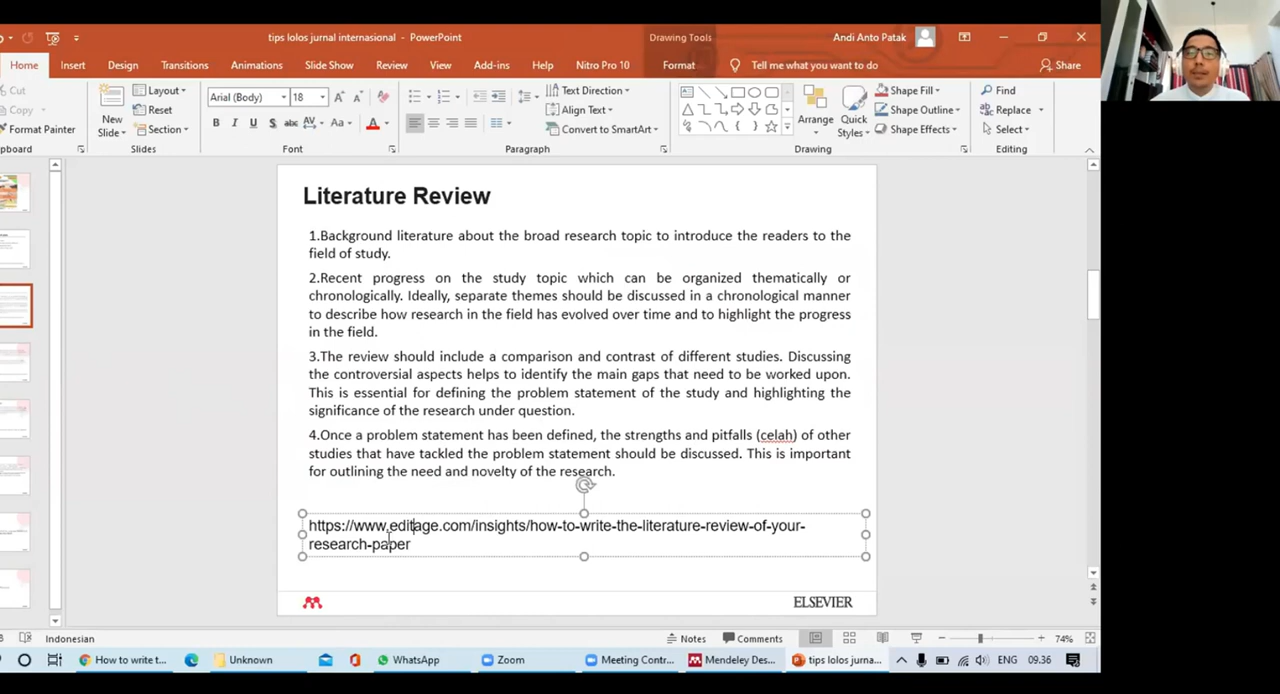 tips lolos jurnal internasional - PowerPoint
Drawing Tools
Andi Anto Patak
Home Insert Design Transitions Slide Show Animations Review View Add-ins Help Nitro Pro 10 Format Tell me what you want to do Share
Cut
Copy
Format Painter
New Slide
Layout
Reset
Section
Slides
Arial (Body) 18
B I U S abc AV Aa A
Font
Text Direction
Align Text
Convert to SmartArt
Paragraph
Arrange
Quick Styles
Shape Fill
Shape Outline
Shape Effects
Drawing
Find
Replace
Select
Editing
Literature Review
1.Background literature about the broad research topic to introduce the readers to the
field of study.
2.Recent progress on the study topic which can be organized thematically or
chronologically. Ideally, separate themes should be discussed in a chronological manner
to describe how research in the field has evolved over time and to highlight the progress
in the field.
3.The review should include a comparison and contrast of different studies. Discussing
the controversial aspects helps to identify the main gaps that need to be worked upon.
This is essential for defining the problem statement of the study and highlighting the
significance of the research under question.
4.Once a problem statement has been defined, the strengths and pitfalls (celah) of other
studies that have tackled the problem statement should be discussed. This is important
for outlining the need and novelty of the research.
https://www.editage.com/insights/how-to-write-the-literature-review-of-your-
research-paper
ELSEVIER
Indonesian
Notes Comments 74%
How to write t... Unknown WhatsApp Zoom Meeting Contr... Mendeley Des... tips lolos jurna... ENG 09.36